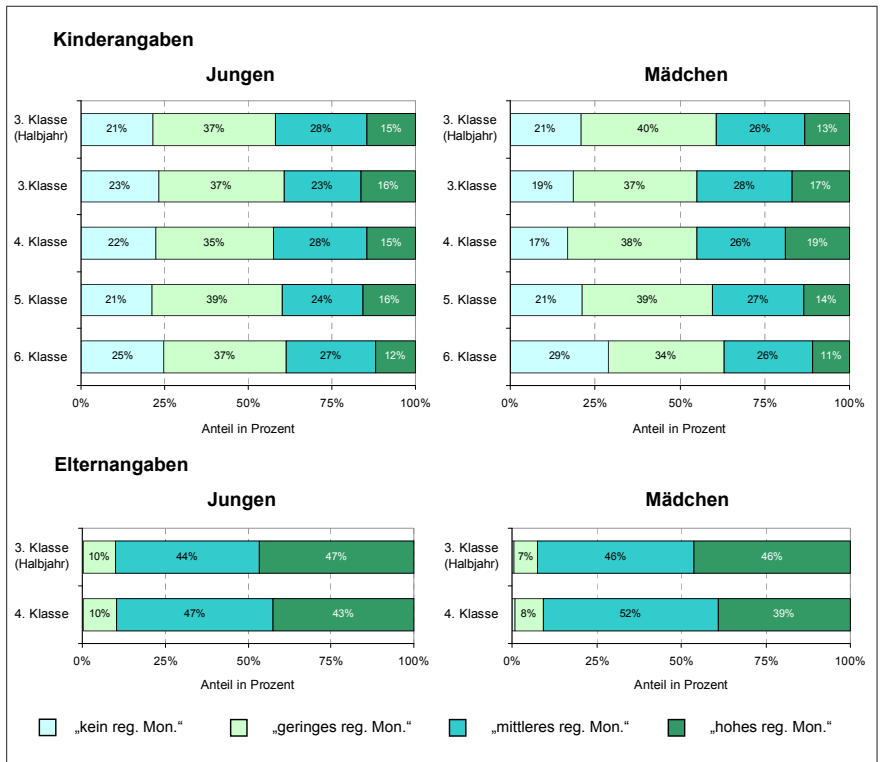 Kinderangaben
Jungen
3. Klasse
(Halbjahr)
21% 37% 28% 15%
3.Klasse
23% 37% 23% 16%
4. Klasse
22% 35% 28% 15%
5. Klasse
21% 39% 24% 16%
6. Klasse
25% 37% 27% 12%
0% 25% 50% 75% 100%
Anteil in Prozent
Mädchen
3. Klasse
(Halbjahr)
21% 40% 26% 13%
3.Klasse
19% 37% 28% 17%
4. Klasse
17% 38% 26% 19%
5. Klasse
21% 39% 27% 14%
6. Klasse
29% 34% 26% 11%
0% 25% 50% 75% 100%
Anteil in Prozent
Elternangaben
Jungen
3. Klasse
(Halbjahr)
10% 44% 47%
4. Klasse
10% 47% 43%
0% 25% 50% 75% 100%
Anteil in Prozent
Mädchen
3. Klasse
(Halbjahr)
7% 46% 46%
4. Klasse
8% 52% 39%
0% 25% 50% 75% 100%
Anteil in Prozent
„kein reg. Mon.“ „geringes reg. Mon.“ „mittleres reg. Mon.“ „hohes reg. Mon.“